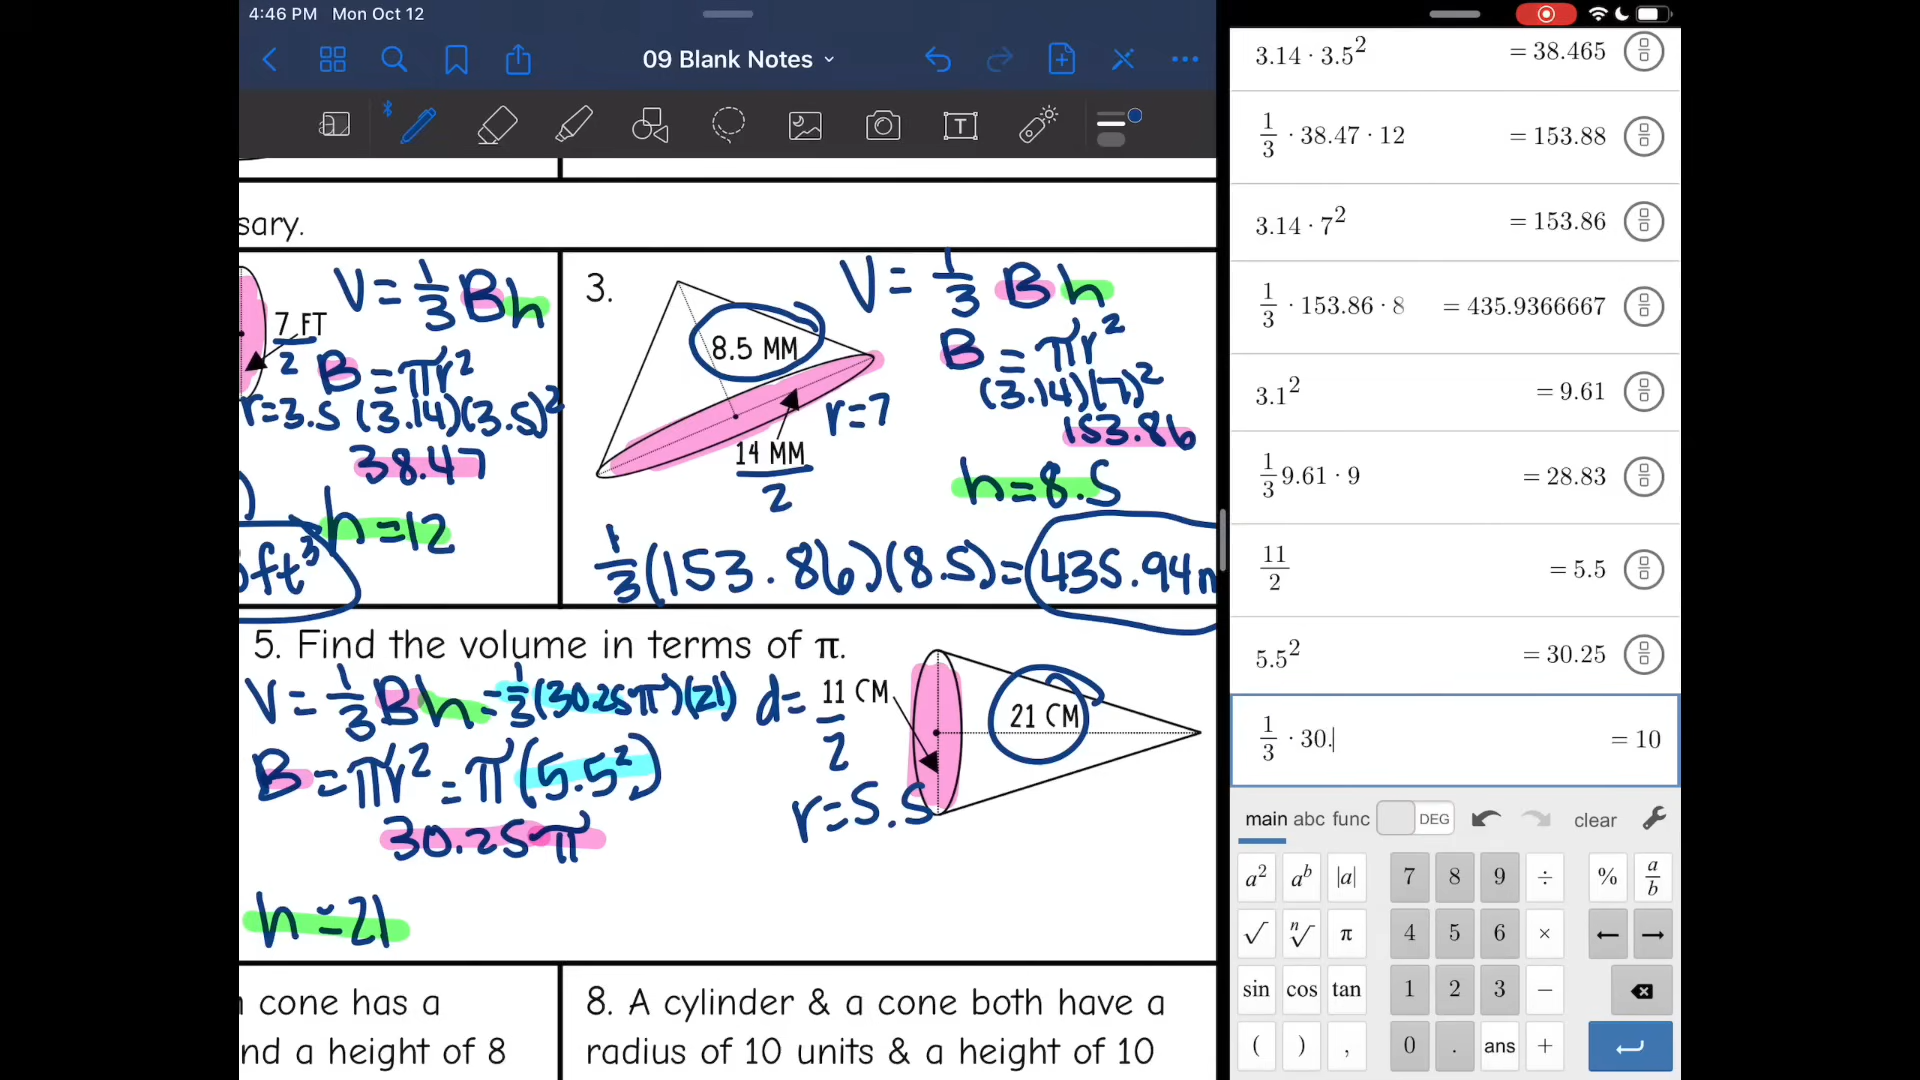 4:46 PM Mon Oct 12
09 Blank Notes
sary.
7 FT
2
V = 1/3 Bh
B = πr²
r=3.5 (3.14)(3.5)²
38.47
h=12
ft³
3.
8.5 MM
14 MM
2
r=7
V = 1/3 Bh
B = πr²
(3.14)(7)²
153.86
h=8.5
1/3(153.86)(8.5)=435.94m
5. Find the volume in terms of π.
V = 1/3 Bh = 1/3(30.25π)(21) d= 11 CM
2
21 CM
B = πr² = π(5.5²)
r=5.5
30.25π
h=21
cone has a
nd a height of 8
8. A cylinder & a cone both have a
radius of 10 units & a height of 10
3.14 · 3.5² = 38.465
1/3 · 38.47 · 12 = 153.88
3.14 · 7² = 153.86
1/3 · 153.86 · 8 = 435.9366667
3.1² = 9.61
1/3 9.61 · 9 = 28.83
11/2 = 5.5
5.5² = 30.25
1/3 · 30. = 10
main abc func DEG clear
a² aᵇ |a| 7 8 9 ÷ % a/b
√ ⁿ√ π 4 5 6 × ← →
sin cos tan 1 2 3 −
( ) , 0 . ans +